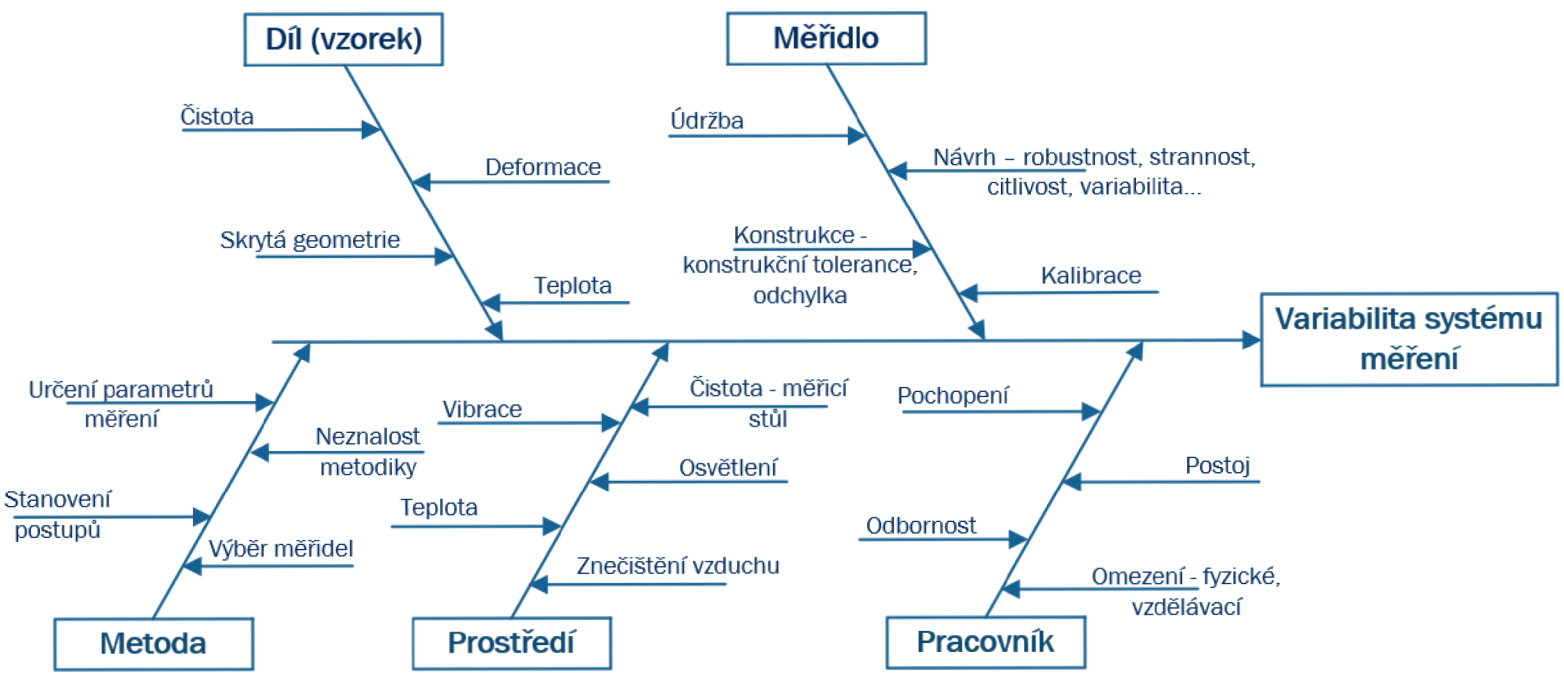 Díl (vzorek)
Měřidlo
Čistota
Údržba
Deformace
Návrh – robustnost, strannost,
citlivost, variabilita...
Skrytá geometrie
Konstrukce -
konstrukční tolerance,
odchylka
Teplota
Kalibrace
Variabilita systému
měření
Určení parametrů
měření
Neznalost
metodiky
Stanovení
postupů
Výběr měřidel
Vibrace
Čistota - měřicí
stůl
Osvětlení
Teplota
Znečištění vzduchu
Pochopení
Postoj
Odbornost
Omezení - fyzické,
vzdělávací
Metoda
Prostředí
Pracovník